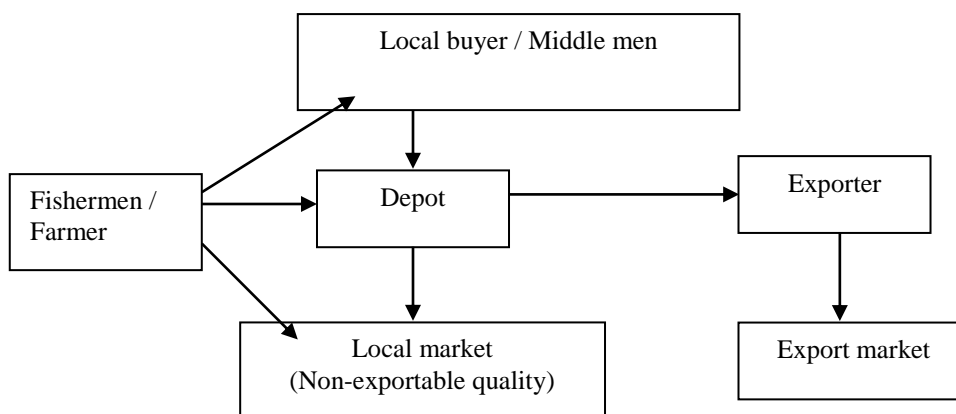 Local buyer / Middle men
Fishermen /
Farmer
Depot
Exporter
Local market
(Non-exportable quality)
Export market